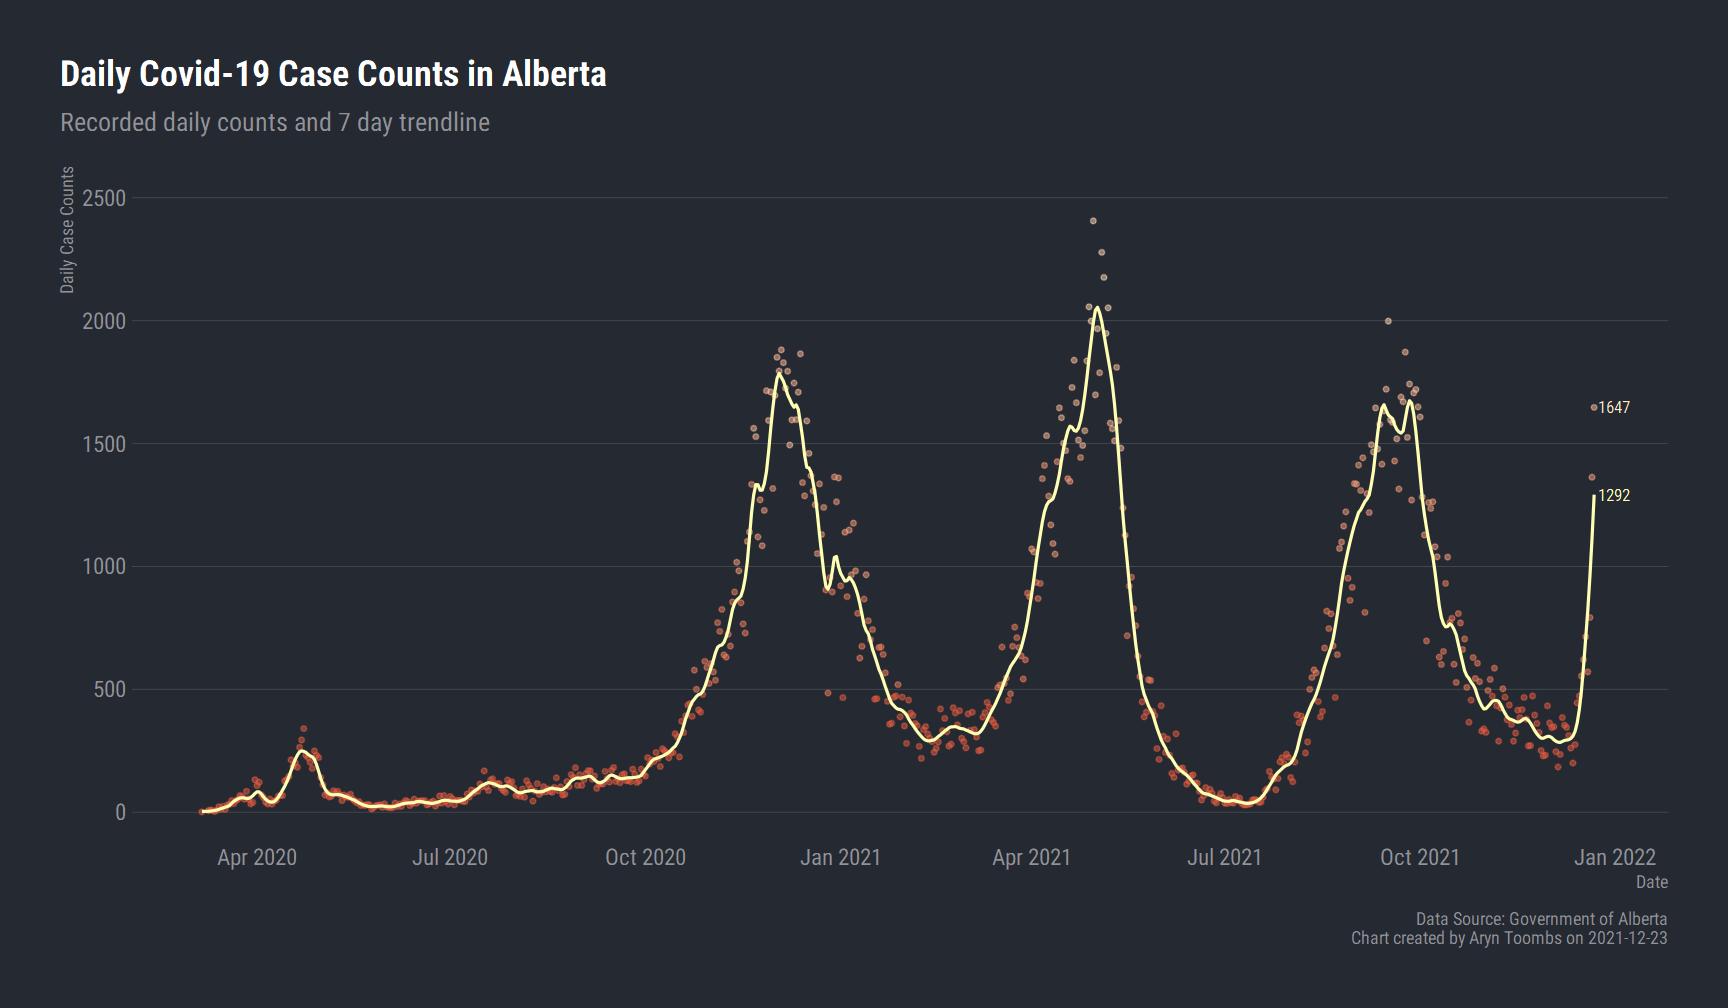 Daily Covid-19 Case Counts in Alberta
Recorded daily counts and 7 day trendline
Daily Case Counts
2500
2000
1500
1000
500
0
1647
1292
Apr 2020
Jul 2020
Oct 2020
Jan 2021
Apr 2021
Jul 2021
Oct 2021
Jan 2022
Date
Data Source: Government of Alberta
Chart created by Aryn Toombs on 2021-12-23